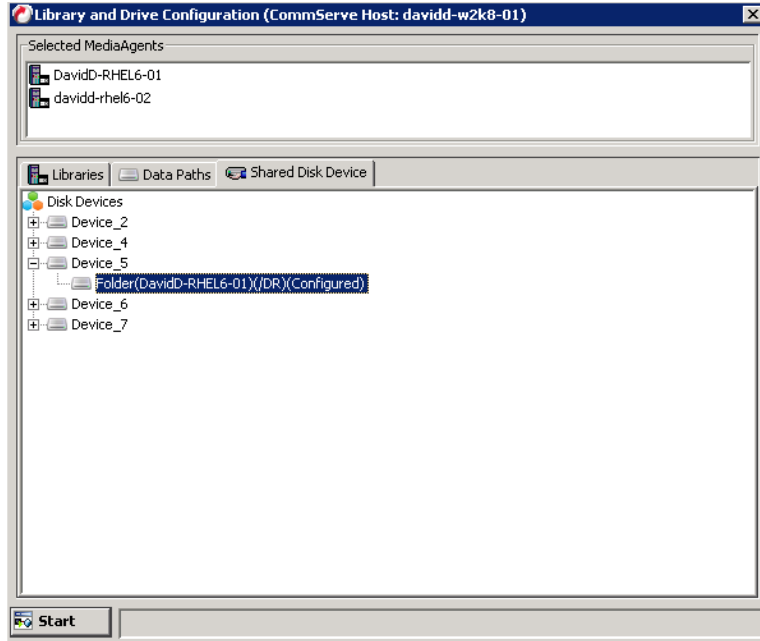 Library and Drive Configuration (CommServe Host: davidd-w2k8-01)
Selected MediaAgents
DavidD-RHEL6-01
davidd-rhel6-02
Libraries Data Paths Shared Disk Device
Disk Devices
Device_2
Device_4
Device_5
Folder(DavidD-RHEL6-01)(/DR)(Configured)
Device_6
Device_7
Start